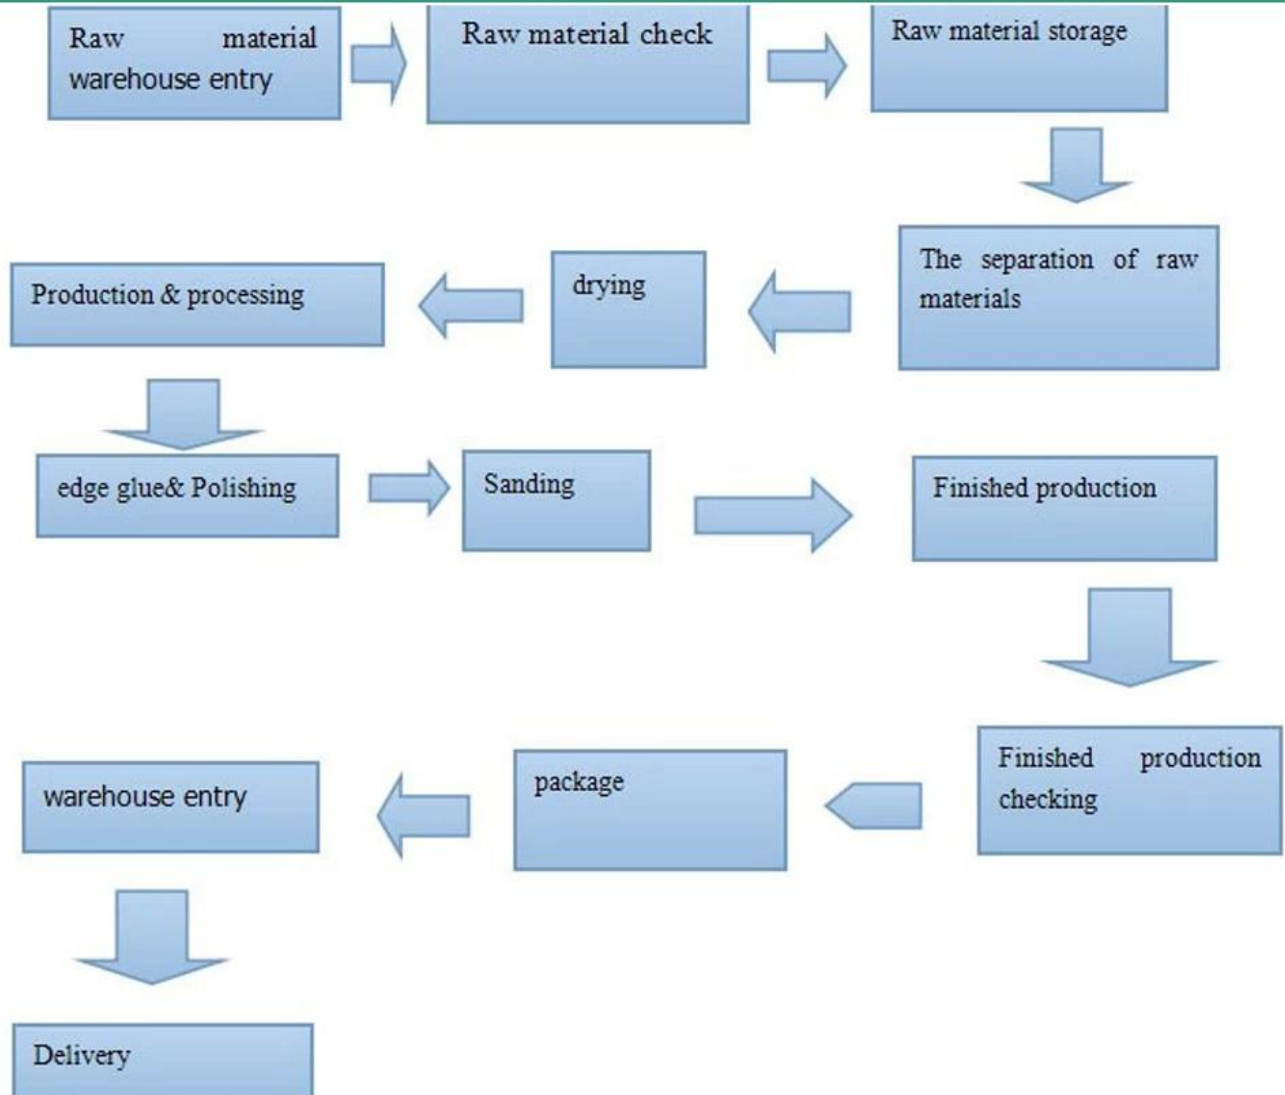 Raw material
warehouse entry
Raw material check
Raw material storage
The separation of raw
materials
drying
Production & processing
edge glue& Polishing
Sanding
Finished production
Finished production
checking
package
warehouse entry
Delivery